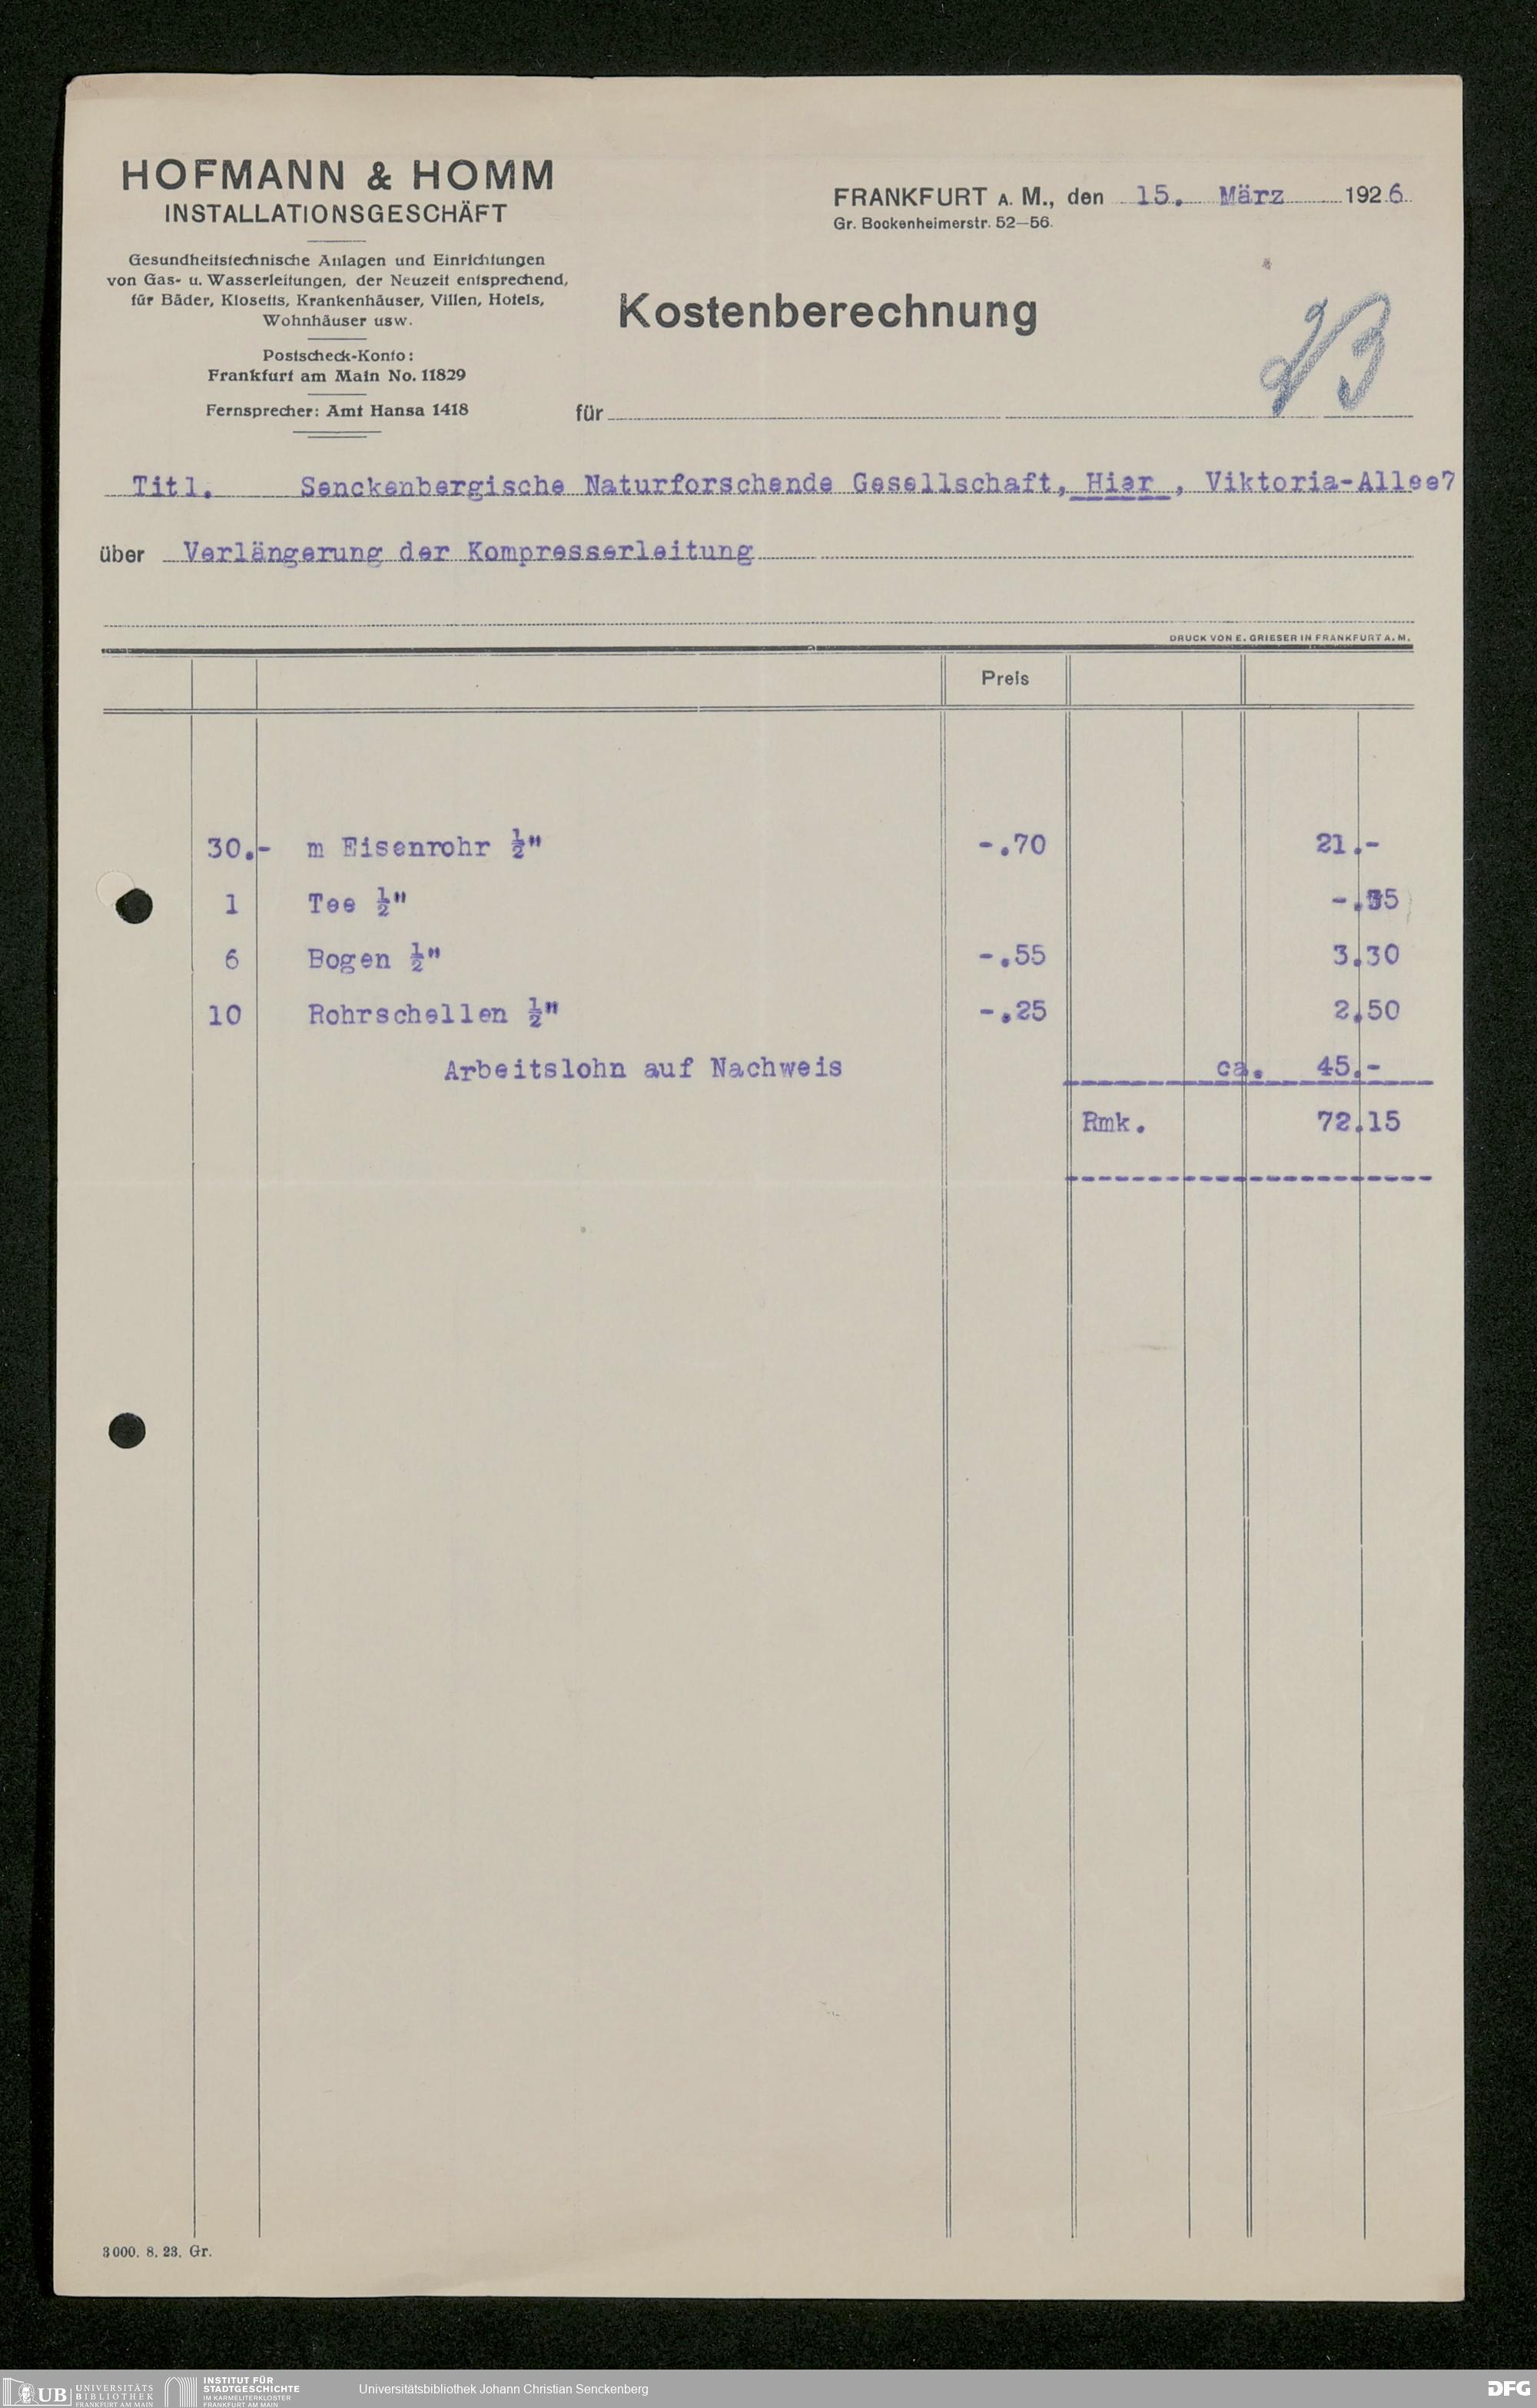 HOFMANN & HOMM
INSTALLATIONSGESCHÄFT
Gesundheitstechnische Anlagen und Einrichtungen
von Gas- u. Wasserleitungen, der Neuzeit entsprechend,
für Bäder, Klosetts, Krankenhäuser, Villen, Hotels,
Wohnhäuser usw.
Postscheck-Konto:
Frankfurt am Main No. 11829
Fernsprecher: Amt Hansa 1418
FRANKFURT A. M., den 15. März 1926
Gr. Bockenheimerstr. 52–56.
Kostenberechnung
für
Titl. Senckenbergische Naturforschende Gesellschaft, Hier, Viktoria-Allee7
über Verlängerung der Kompresserleitung
DRUCK VON E. GRIESER IN FRANKFURT A. M.
Preis
30.- m Eisenrohr ½" -.70 21.-
1 Tee ½" -.35
6 Bogen ½" -.55 3.30
10 Rohrschellen ½" -.25 2.50
Arbeitslohn auf Nachweis ca. 45.-
Rmk. 72.15
3000. 8. 23. Gr.
UB UNIVERSITÄTS BIBLIOTHEK FRANKFURT AM MAIN
INSTITUT FÜR STADTGESCHICHTE IM KARMELITERKLOSTER FRANKFURT AM MAIN
Universitätsbibliothek Johann Christian Senckenberg
DFG